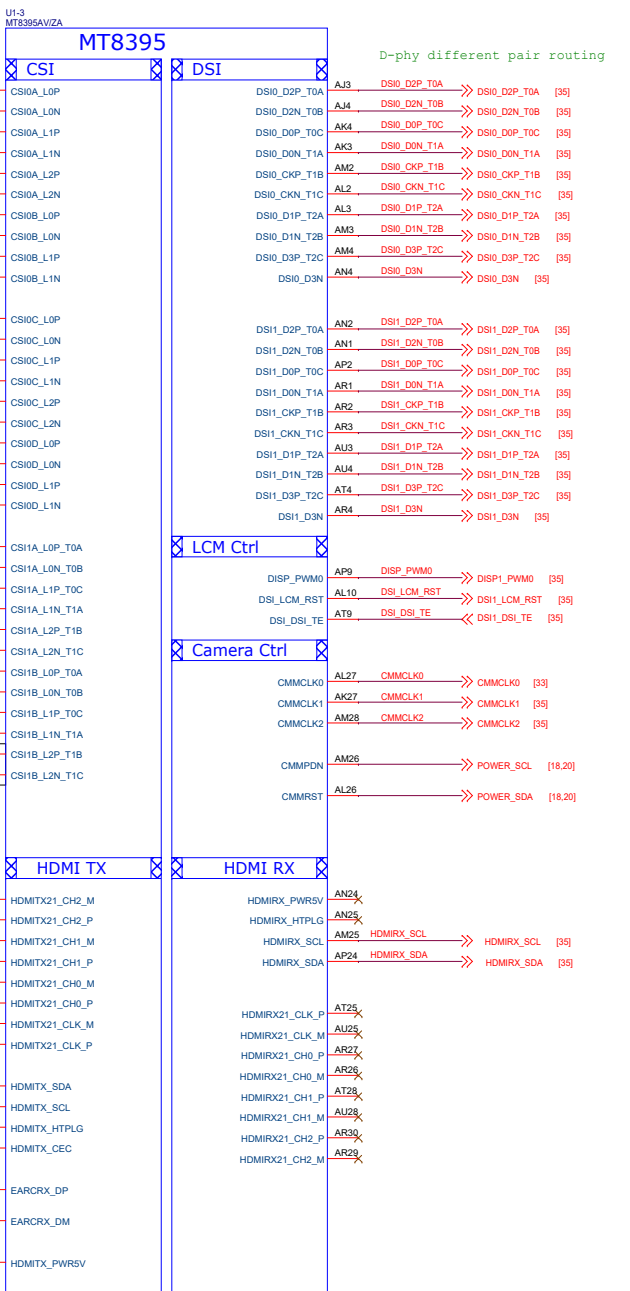 U1-3
MT8395AV/ZA
MT8395
D-phy different pair routing
CSI DSI
CSI0A_L0P DSI0_D2P_T0A AJ3 DSI0_D2P_T0A DSI0_D2P_T0A [35]
CSI0A_L0N DSI0_D2N_T0B AJ4 DSI0_D2N_T0B DSI0_D2N_T0B [35]
CSI0A_L1P DSI0_D0P_T0C AK4 DSI0_D0P_T0C DSI0_D0P_T0C [35]
CSI0A_L1N DSI0_D0N_T1A AK3 DSI0_D0N_T1A DSI0_D0N_T1A [35]
CSI0A_L2P DSI0_CKP_T1B AM2 DSI0_CKP_T1B DSI0_CKP_T1B [35]
CSI0A_L2N DSI0_CKN_T1C AL2 DSI0_CKN_T1C DSI0_CKN_T1C [35]
CSI0B_L0P DSI0_D1P_T2A AL3 DSI0_D1P_T2A DSI0_D1P_T2A [35]
CSI0B_L0N DSI0_D1N_T2B AM3 DSI0_D1N_T2B DSI0_D1N_T2B [35]
CSI0B_L1P DSI0_D3P_T2C AM4 DSI0_D3P_T2C DSI0_D3P_T2C [35]
CSI0B_L1N DSI0_D3N AN4 DSI0_D3N DSI0_D3N [35]
CSI0C_L0P DSI1_D2P_T0A AN2 DSI1_D2P_T0A DSI1_D2P_T0A [35]
CSI0C_L0N DSI1_D2N_T0B AN1 DSI1_D2N_T0B DSI1_D2N_T0B [35]
CSI0C_L1P DSI1_D0P_T0C AP2 DSI1_D0P_T0C DSI1_D0P_T0C [35]
CSI0C_L1N DSI1_D0N_T1A AR1 DSI1_D0N_T1A DSI1_D0N_T1A [35]
CSI0C_L2P DSI1_CKP_T1B AR2 DSI1_CKP_T1B DSI1_CKP_T1B [35]
CSI0C_L2N DSI1_CKN_T1C AR3 DSI1_CKN_T1C DSI1_CKN_T1C [35]
CSI0D_L0P DSI1_D1P_T2A AU3 DSI1_D1P_T2A DSI1_D1P_T2A [35]
CSI0D_L0N DSI1_D1N_T2B AU4 DSI1_D1N_T2B DSI1_D1N_T2B [35]
CSI0D_L1P DSI1_D3P_T2C AT4 DSI1_D3P_T2C DSI1_D3P_T2C [35]
CSI0D_L1N DSI1_D3N AR4 DSI1_D3N DSI1_D3N [35]
CSI1A_L0P_T0A LCM Ctrl
CSI1A_L0N_T0B DISP_PWM0 AP9 DISP_PWM0 DISP1_PWM0 [35]
CSI1A_L1P_T0C DSI_LCM_RST AL10 DSI_LCM_RST DSI1_LCM_RST [35]
CSI1A_L1N_T1A DSI_DSI_TE AT9 DSI_DSI_TE DSI1_DSI_TE [35]
CSI1A_L2P_T1B
CSI1A_L2N_T1C Camera Ctrl
CSI1B_L0P_T0A CMMCLK0 AL27 CMMCLK0 CMMCLK0 [33]
CSI1B_L0N_T0B CMMCLK1 AK27 CMMCLK1 CMMCLK1 [35]
CSI1B_L1P_T0C CMMCLK2 AM28 CMMCLK2 CMMCLK2 [35]
CSI1B_L1N_T1A
CSI1B_L2P_T1B CMMPDN AM26 POWER_SCL [18,20]
CSI1B_L2N_T1C CMMRST AL26 POWER_SDA [18,20]
HDMI TX HDMI RX
HDMITX21_CH2_M HDMIRX_PWR5V AN24
HDMITX21_CH2_P HDMIRX_HTPLG AN25
HDMITX21_CH1_M HDMIRX_SCL AM25 HDMIRX_SCL HDMIRX_SCL [35]
HDMITX21_CH1_P HDMIRX_SDA AP24 HDMIRX_SDA HDMIRX_SDA [35]
HDMITX21_CH0_M
HDMITX21_CH0_P HDMIRX21_CLK_P AT25
HDMITX21_CLK_M HDMIRX21_CLK_M AU25
HDMITX21_CLK_P HDMIRX21_CH0_P AR27
HDMIRX21_CH0_M AR26
HDMITX_SDA HDMIRX21_CH1_P AT28
HDMITX_SCL HDMIRX21_CH1_M AU28
HDMITX_HTPLG HDMIRX21_CH2_P AR30
HDMITX_CEC HDMIRX21_CH2_M AR29
EARCRX_DP
EARCRX_DM
HDMITX_PWR5V